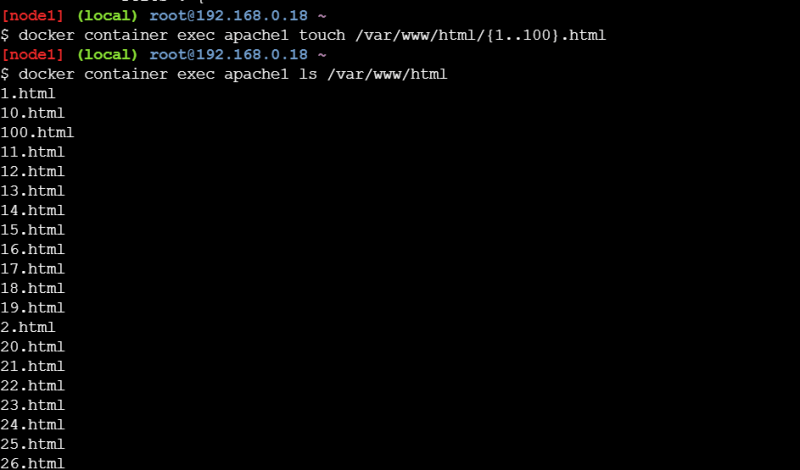 [node1] (local) root@192.168.0.18 ~
$ docker container exec apache1 touch /var/www/html/{1..100}.html
[node1] (local) root@192.168.0.18 ~
$ docker container exec apache1 ls /var/www/html
1.html
10.html
100.html
11.html
12.html
13.html
14.html
15.html
16.html
17.html
18.html
19.html
2.html
20.html
21.html
22.html
23.html
24.html
25.html
26.html